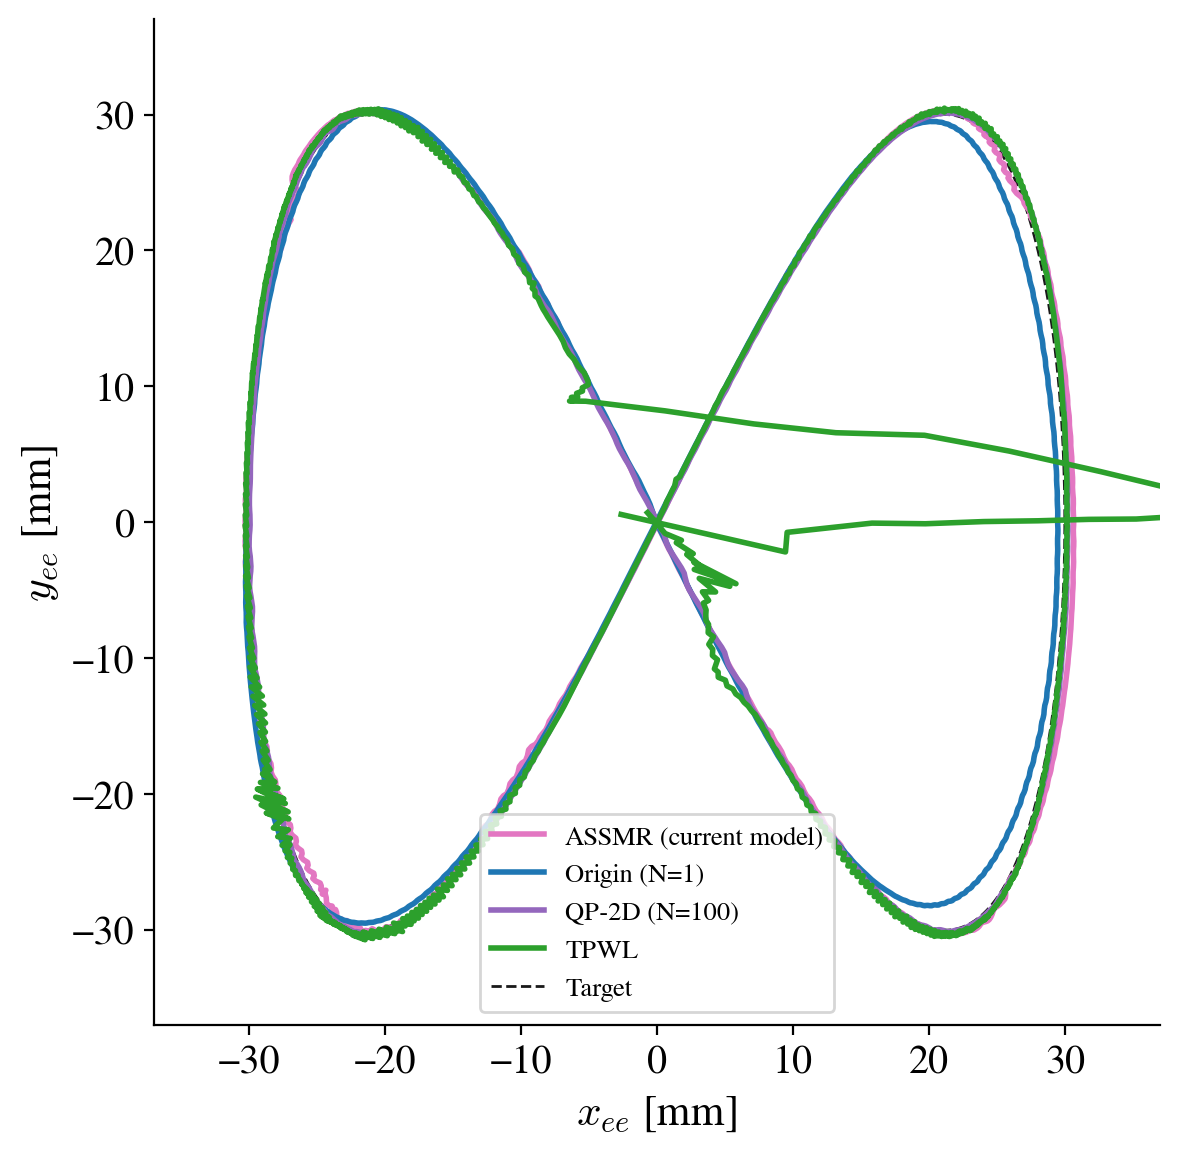 30
20
10
0
−10
−20
−30
y_ee [mm]
ASSMR (current model)
Origin (N=1)
QP-2D (N=100)
TPWL
Target
−30 −20 −10 0 10 20 30
x_ee [mm]